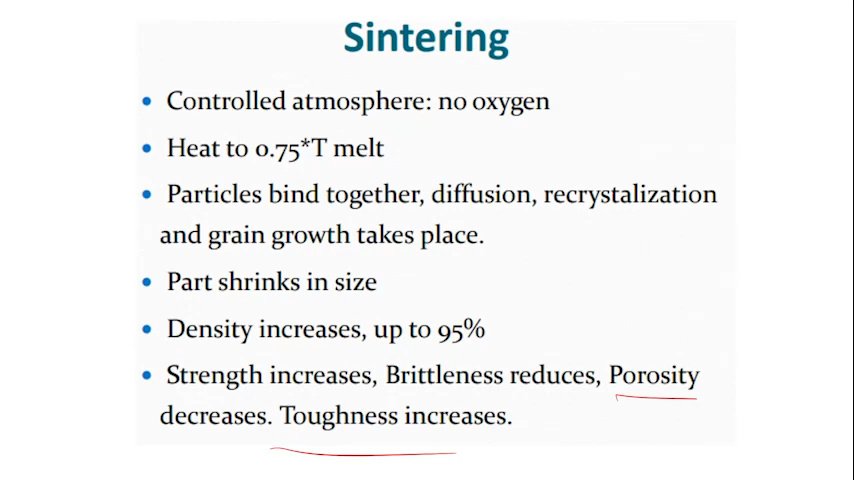 Sintering
• Controlled atmosphere: no oxygen
• Heat to 0.75*T melt
• Particles bind together, diffusion, recrystalization
and grain growth takes place.
• Part shrinks in size
• Density increases, up to 95%
• Strength increases, Brittleness reduces, Porosity
decreases. Toughness increases.